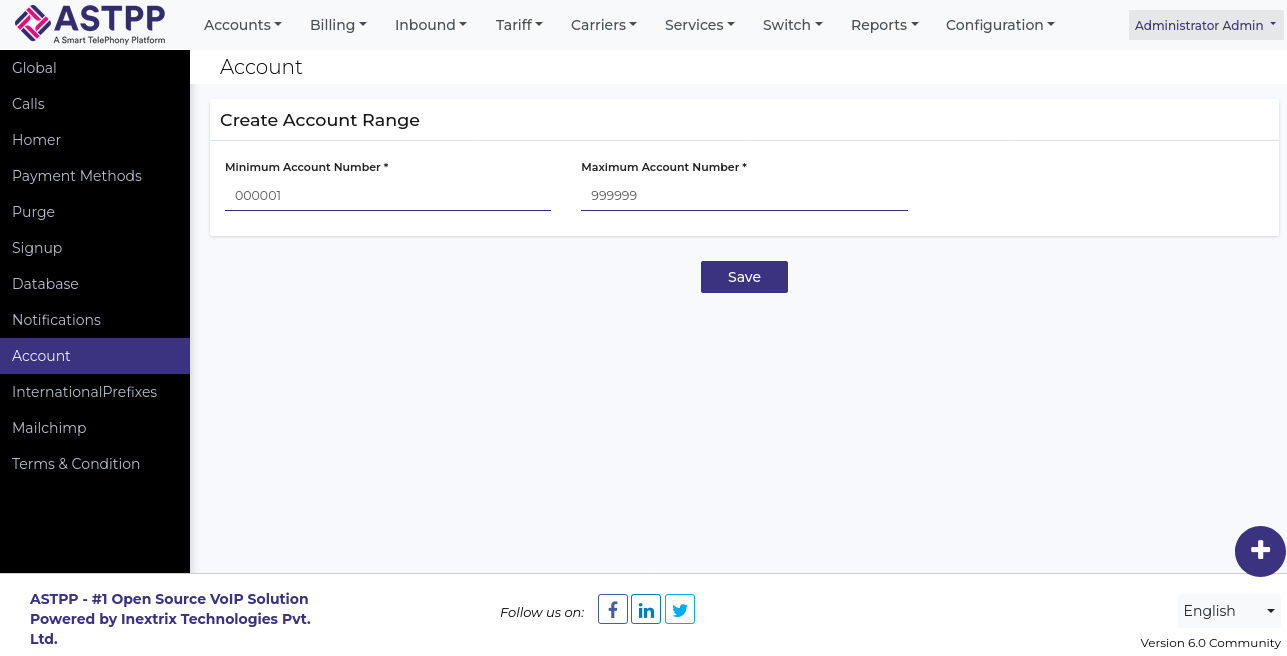 ASTPP
A Smart TelePhony Platform
Accounts Billing Inbound Tariff Carriers Services Switch Reports Configuration
Administrator Admin
Global
Calls
Homer
Payment Methods
Purge
Signup
Database
Notifications
Account
InternationalPrefixes
Mailchimp
Terms & Condition
Account
Create Account Range
Minimum Account Number * Maximum Account Number *
000001 999999
Save
ASTPP - #1 Open Source VoIP Solution
Powered by Inextrix Technologies Pvt.
Ltd.
Follow us on:
English
Version 6.0 Community